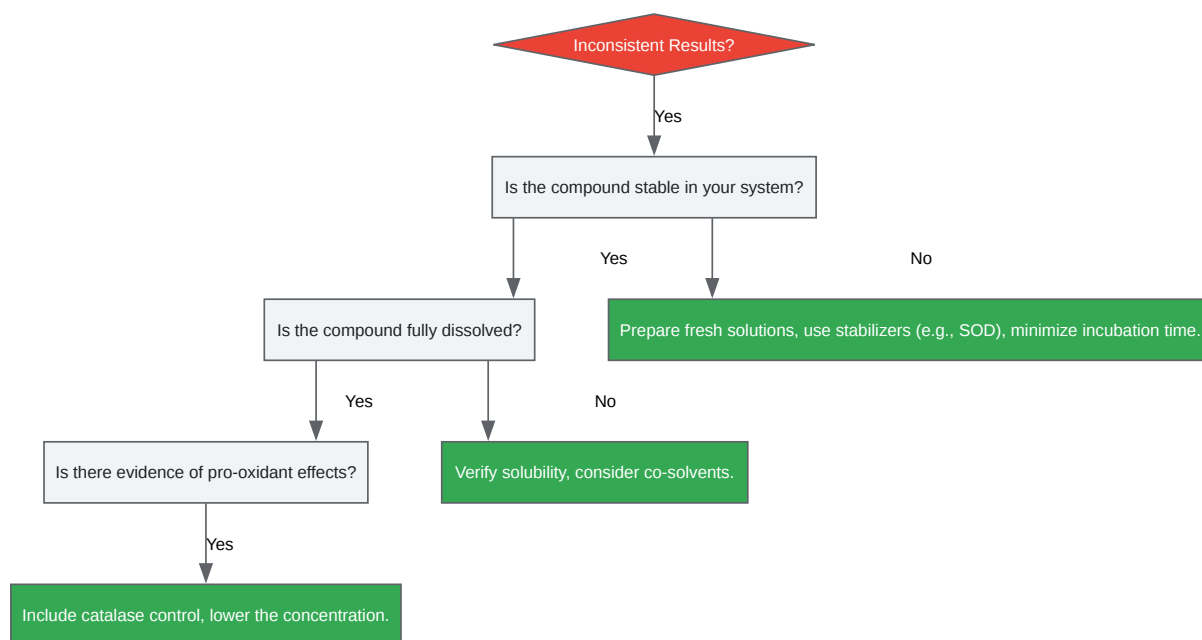 Inconsistent Results?
Yes
Is the compound stable in your system?
Yes
No
Is the compound fully dissolved?
Prepare fresh solutions, use stabilizers (e.g., SOD), minimize incubation time.
Yes
No
Is there evidence of pro-oxidant effects?
Verify solubility, consider co-solvents.
Yes
Include catalase control, lower the concentration.